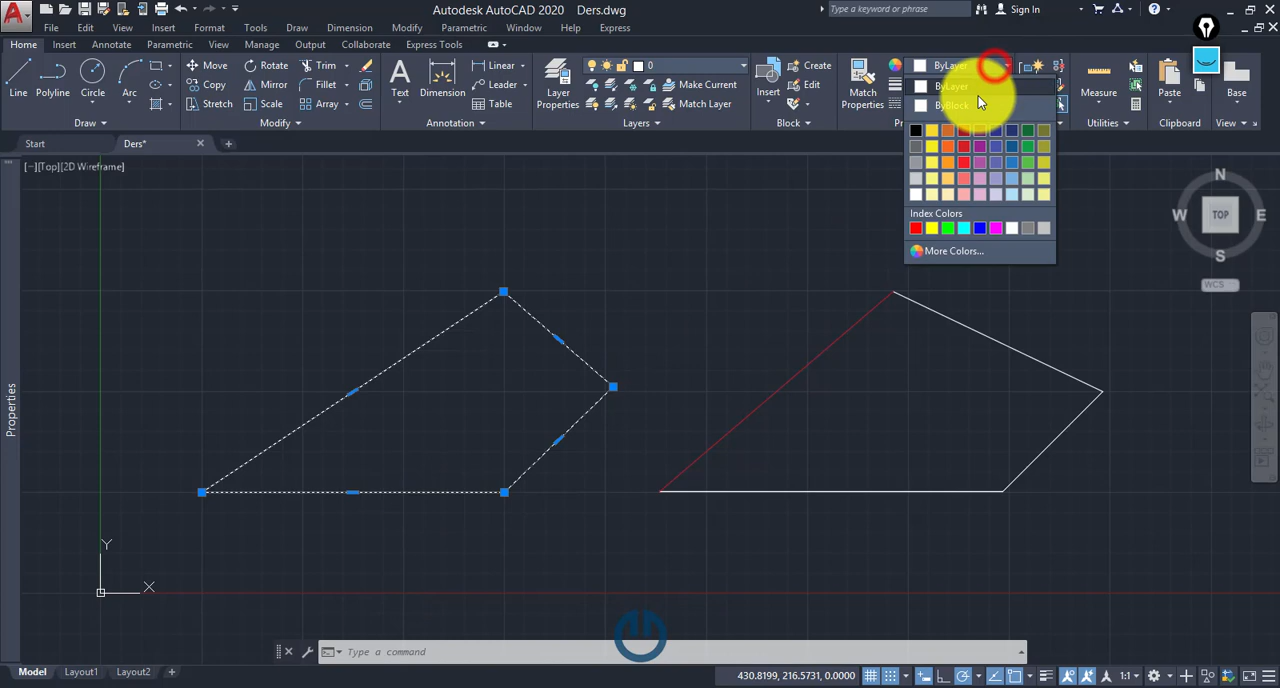 Autodesk AutoCAD 2020 Ders.dwg
Type a keyword or phrase
Sign In
File Edit View Insert Format Tools Draw Dimension Modify Parametric Window Help Express
Home Insert Annotate Parametric View Manage Output Collaborate Express Tools
Line Polyline Circle Arc
Move Rotate Trim
Copy Mirror Fillet
Stretch Scale Array
Text Dimension
Linear
Leader
Table
Layer
Properties
0
Make Current
Match Layer
Insert
Create
Edit
Match
Properties
ByLayer
ByLayer
ByBlock
Measure
Paste
Base
Draw Modify Annotation Layers Block Utilities Clipboard View
Index Colors
More Colors...
Start Ders*
[−][Top][2D Wireframe]
N
W TOP E
S
WCS
Properties
Y
X
Type a command
Model Layout1 Layout2
430.8199, 216.5731, 0.0000
MODEL
1:1